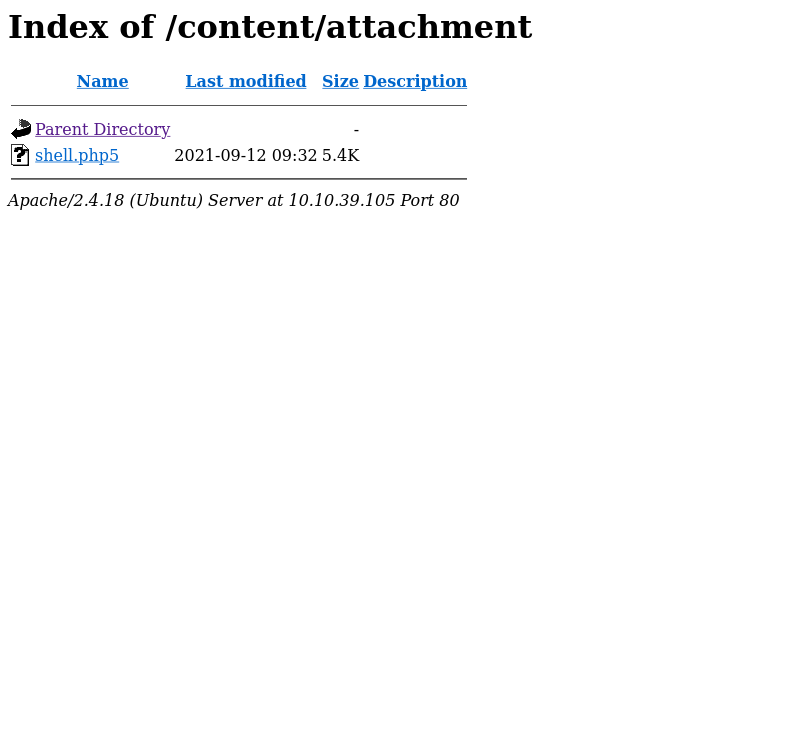 Index of /content/attachment
Name Last modified Size Description
Parent Directory -
shell.php5 2021-09-12 09:32 5.4K
Apache/2.4.18 (Ubuntu) Server at 10.10.39.105 Port 80